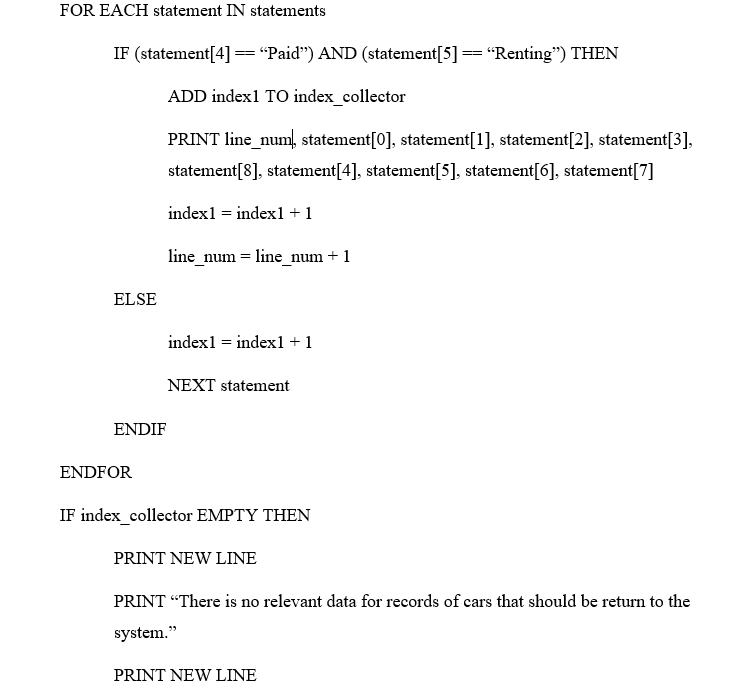 FOR EACH statement IN statements
IF (statement[4] == “Paid”) AND (statement[5] == “Renting”) THEN
ADD index1 TO index_collector
PRINT line_num, statement[0], statement[1], statement[2], statement[3],
statement[8], statement[4], statement[5], statement[6], statement[7]
index1 = index1 + 1
line_num = line_num + 1
ELSE
index1 = index1 + 1
NEXT statement
ENDIF
ENDFOR
IF index_collector EMPTY THEN
PRINT NEW LINE
PRINT “There is no relevant data for records of cars that should be return to the
system.”
PRINT NEW LINE